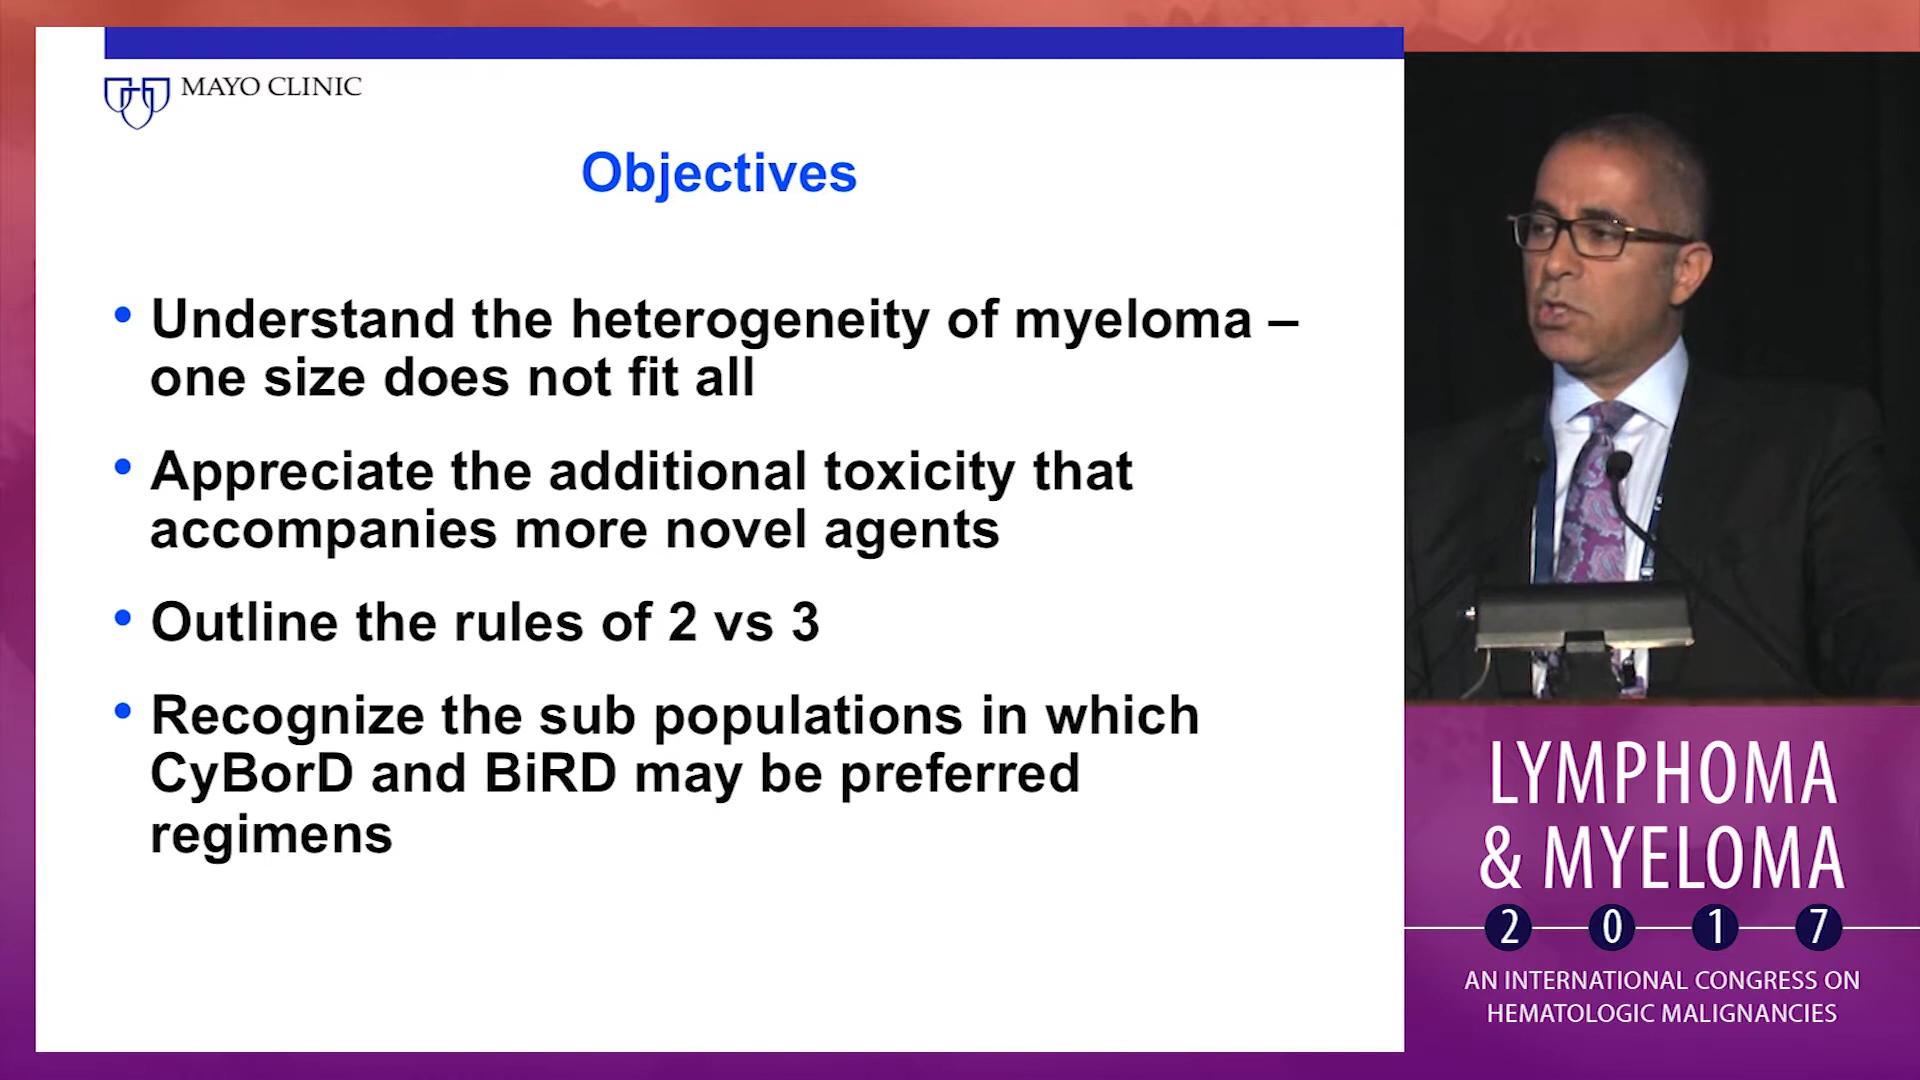 MAYO CLINIC
Objectives
• Understand the heterogeneity of myeloma –
one size does not fit all
• Appreciate the additional toxicity that
accompanies more novel agents
• Outline the rules of 2 vs 3
• Recognize the sub populations in which
CyBorD and BiRD may be preferred
regimens
LYMPHOMA
& MYELOMA
2 0 1 7
AN INTERNATIONAL CONGRESS ON
HEMATOLOGIC MALIGNANCIES